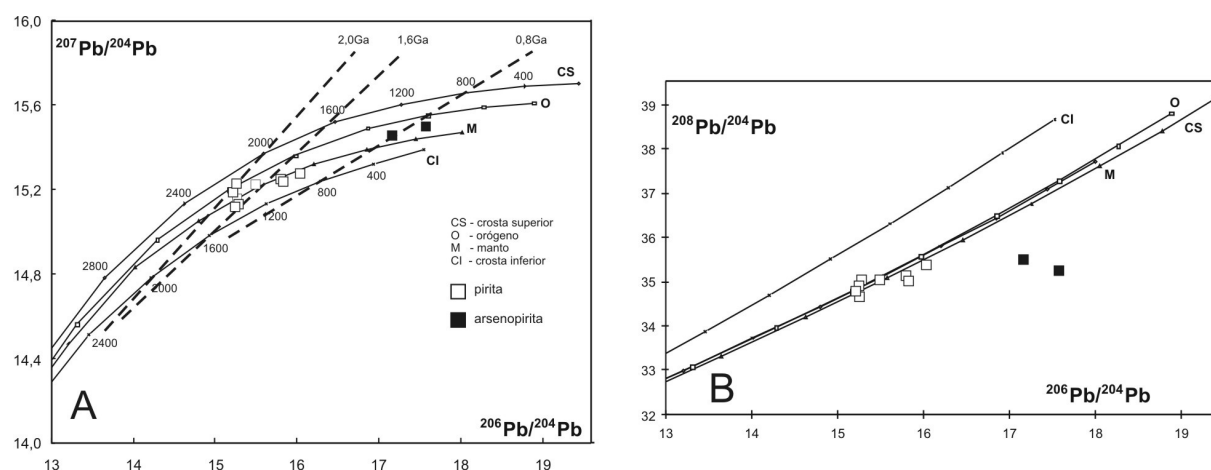 16,0
²⁰⁷Pb/²⁰⁴Pb
2,0Ga
1,6Ga
0,8Ga
400
CS
800
1200
15,6
1600
O
2000
M
CI
400
2400
15,2
800
1200
CS - crosta superior
O - orógeno
M - manto
CI - crosta inferior
1600
2800
14,8
2000
pirita
arsenopirita
2400
14,4
A
²⁰⁶Pb/²⁰⁴Pb
14,0
13 14 15 16 17 18 19
39
²⁰⁸Pb/²⁰⁴Pb
CI
O
CS
38
M
37
36
35
34
33
B
²⁰⁶Pb/²⁰⁴Pb
32
13 14 15 16 17 18 19